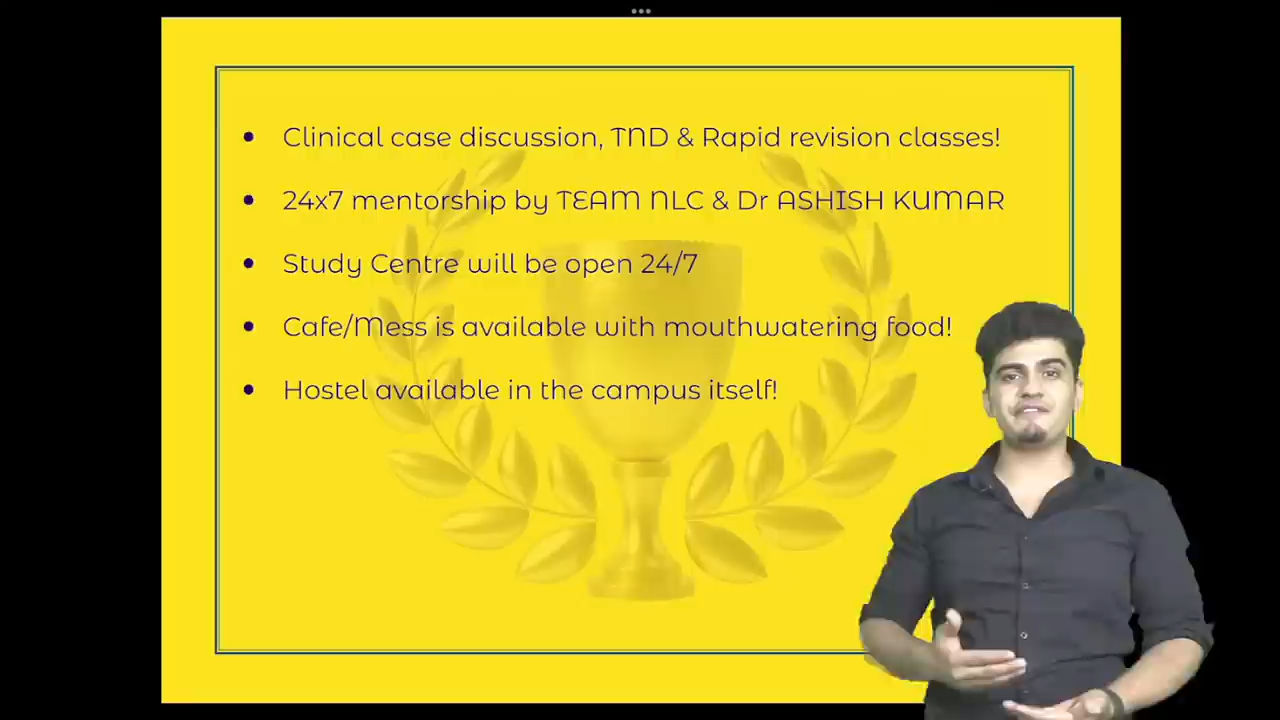 Clinical case discussion, TND & Rapid revision classes!
24x7 mentorship by TEAM NLC & Dr ASHISH KUMAR
Study Centre will be open 24/7
Cafe/Mess is available with mouthwatering food!
Hostel available in the campus itself!